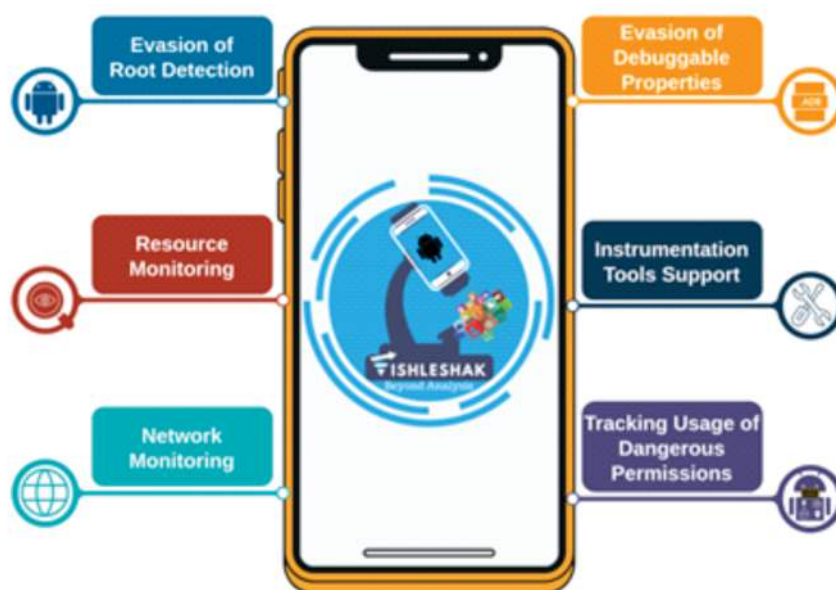 Evasion of
Root Detection
Evasion of
Debuggable
Properties
.ADB
Resource
Monitoring
Instrumentation
Tools Support
VISHLESHAK
Beyond Analysis
Network
Monitoring
Tracking Usage of
Dangerous
Permissions